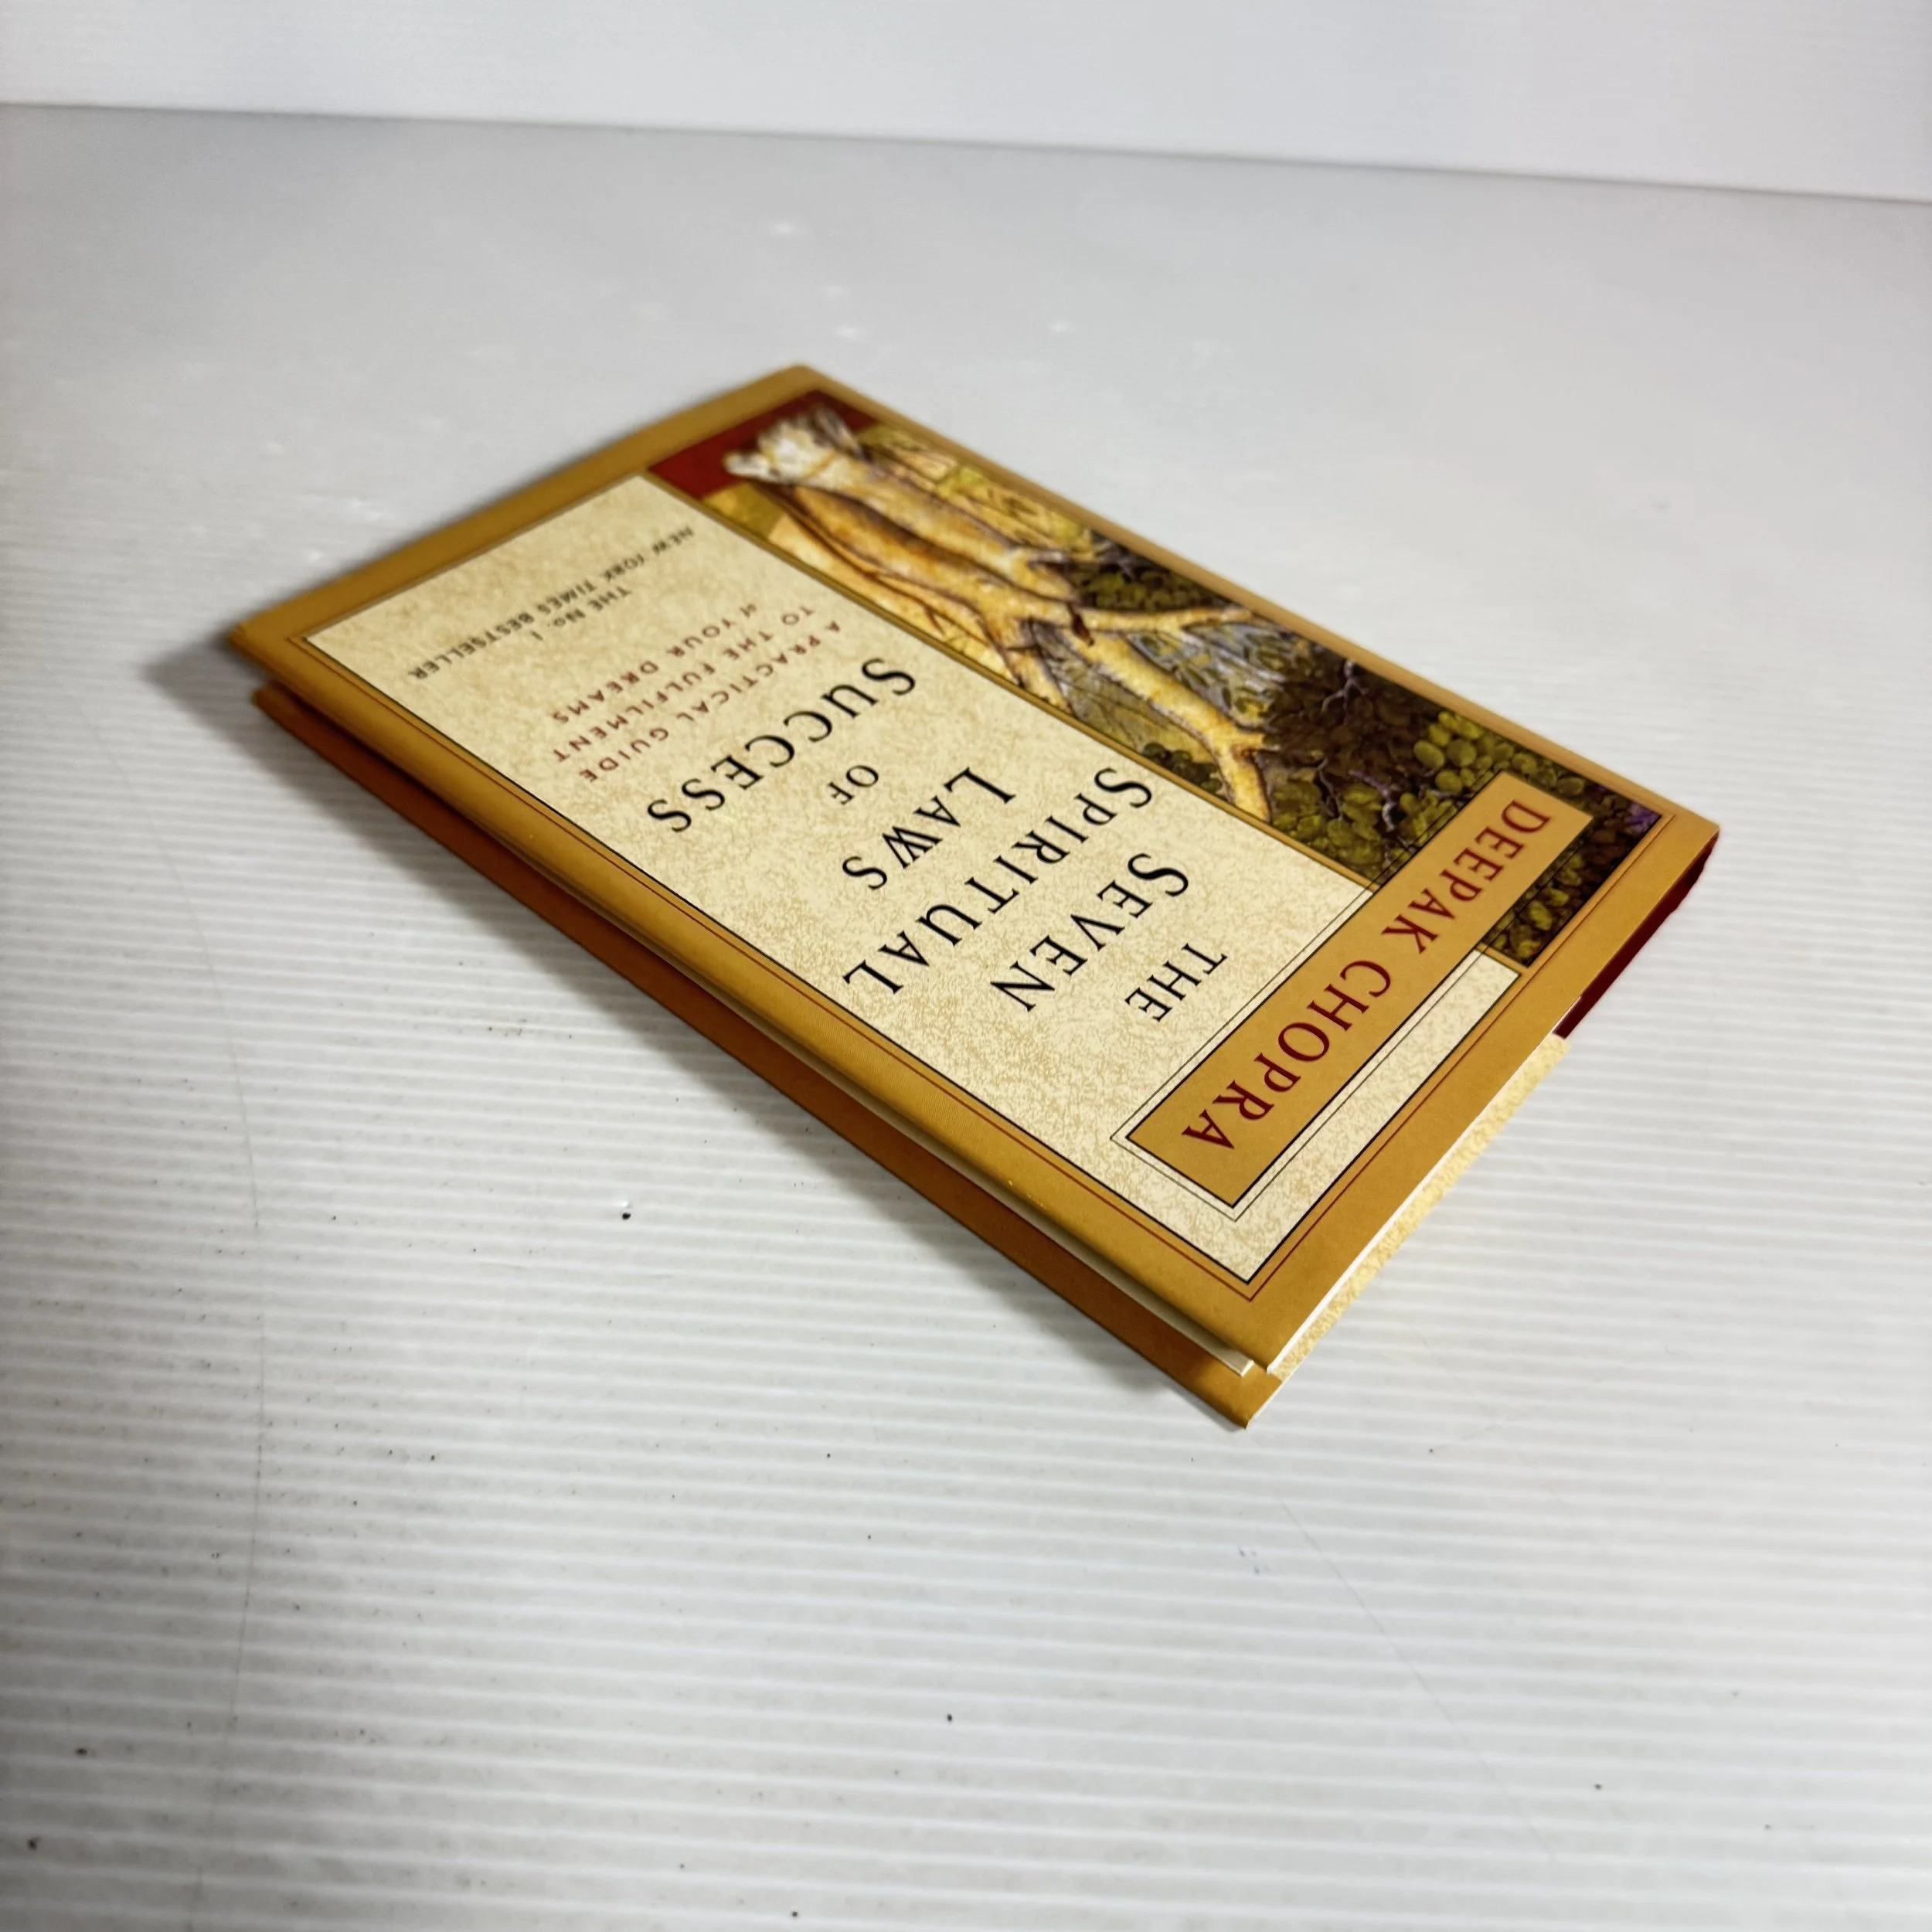 DEEPAK CHOPRA
THE
SEVEN
SPIRITUAL
LAWS
OF
SUCCESS
A PRACTICAL GUIDE
TO THE FULFILMENT
of YOUR DREAMS
THE No. 1
NEW YORK TIMES BESTSELLER